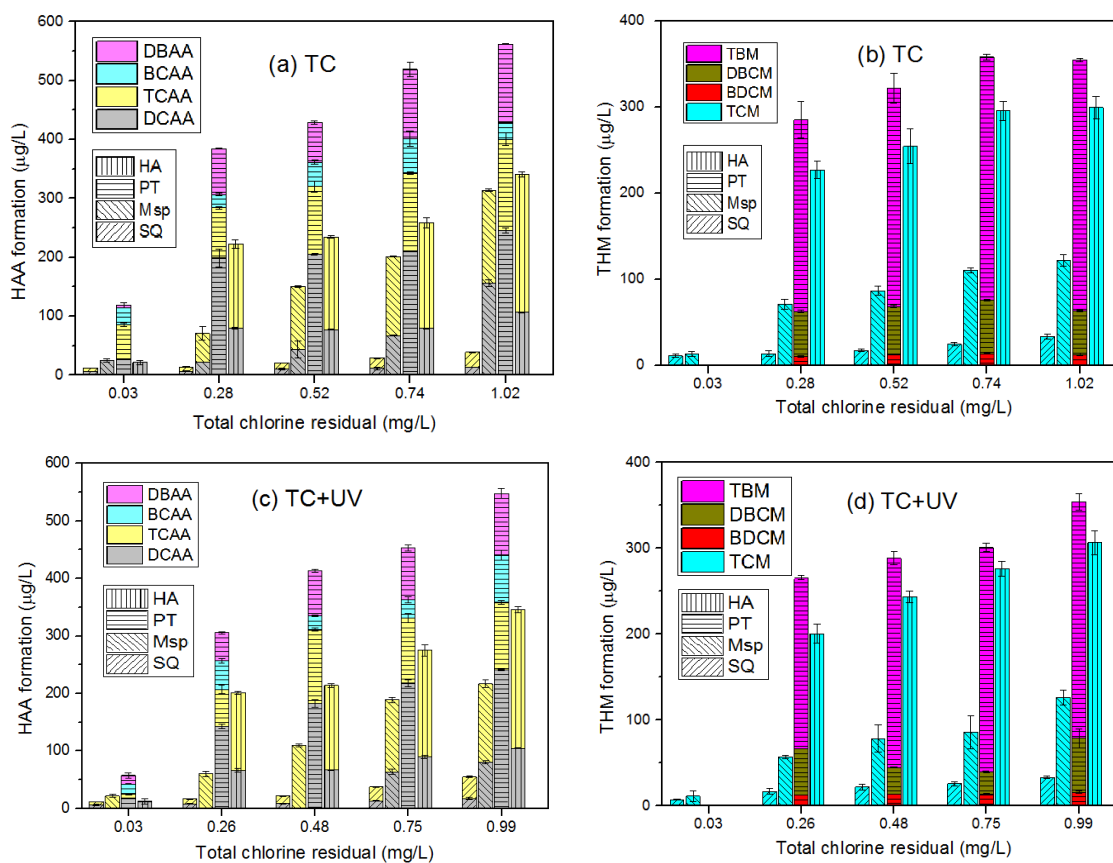 (a) TC
DBAA
BCAA
TCAA
DCAA
HA
PT
Msp
SQ
HAA formation (μg/L)
600
500
400
300
200
100
0
0.03 0.28 0.52 0.74 1.02
Total chlorine residual (mg/L)
(b) TC
TBM
DBCM
BDCM
TCM
HA
PT
Msp
SQ
THM formation (μg/L)
400
300
200
100
0
0.03 0.28 0.52 0.74 1.02
Total chlorine residual (mg/L)
(c) TC+UV
DBAA
BCAA
TCAA
DCAA
HA
PT
Msp
SQ
HAA formation (μg/L)
600
500
400
300
200
100
0
0.03 0.26 0.48 0.75 0.99
Total chlorine residual (mg/L)
(d) TC+UV
TBM
DBCM
BDCM
TCM
HA
PT
Msp
SQ
THM formation (μg/L)
400
300
200
100
0
0.03 0.26 0.48 0.75 0.99
Total chlorine residual (mg/L)